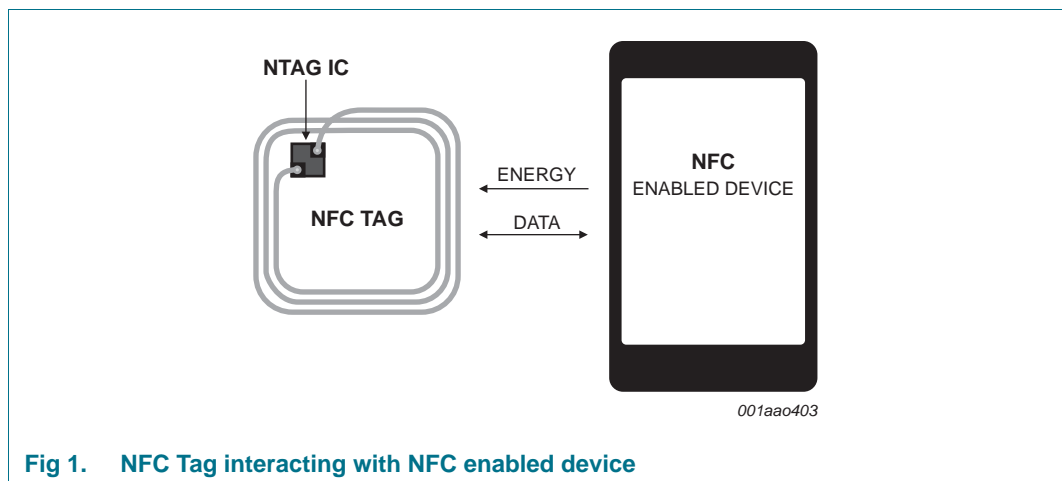 NTAG IC
NFC TAG
ENERGY
DATA
NFC
ENABLED DEVICE
001aao403
Fig 1. NFC Tag interacting with NFC enabled device